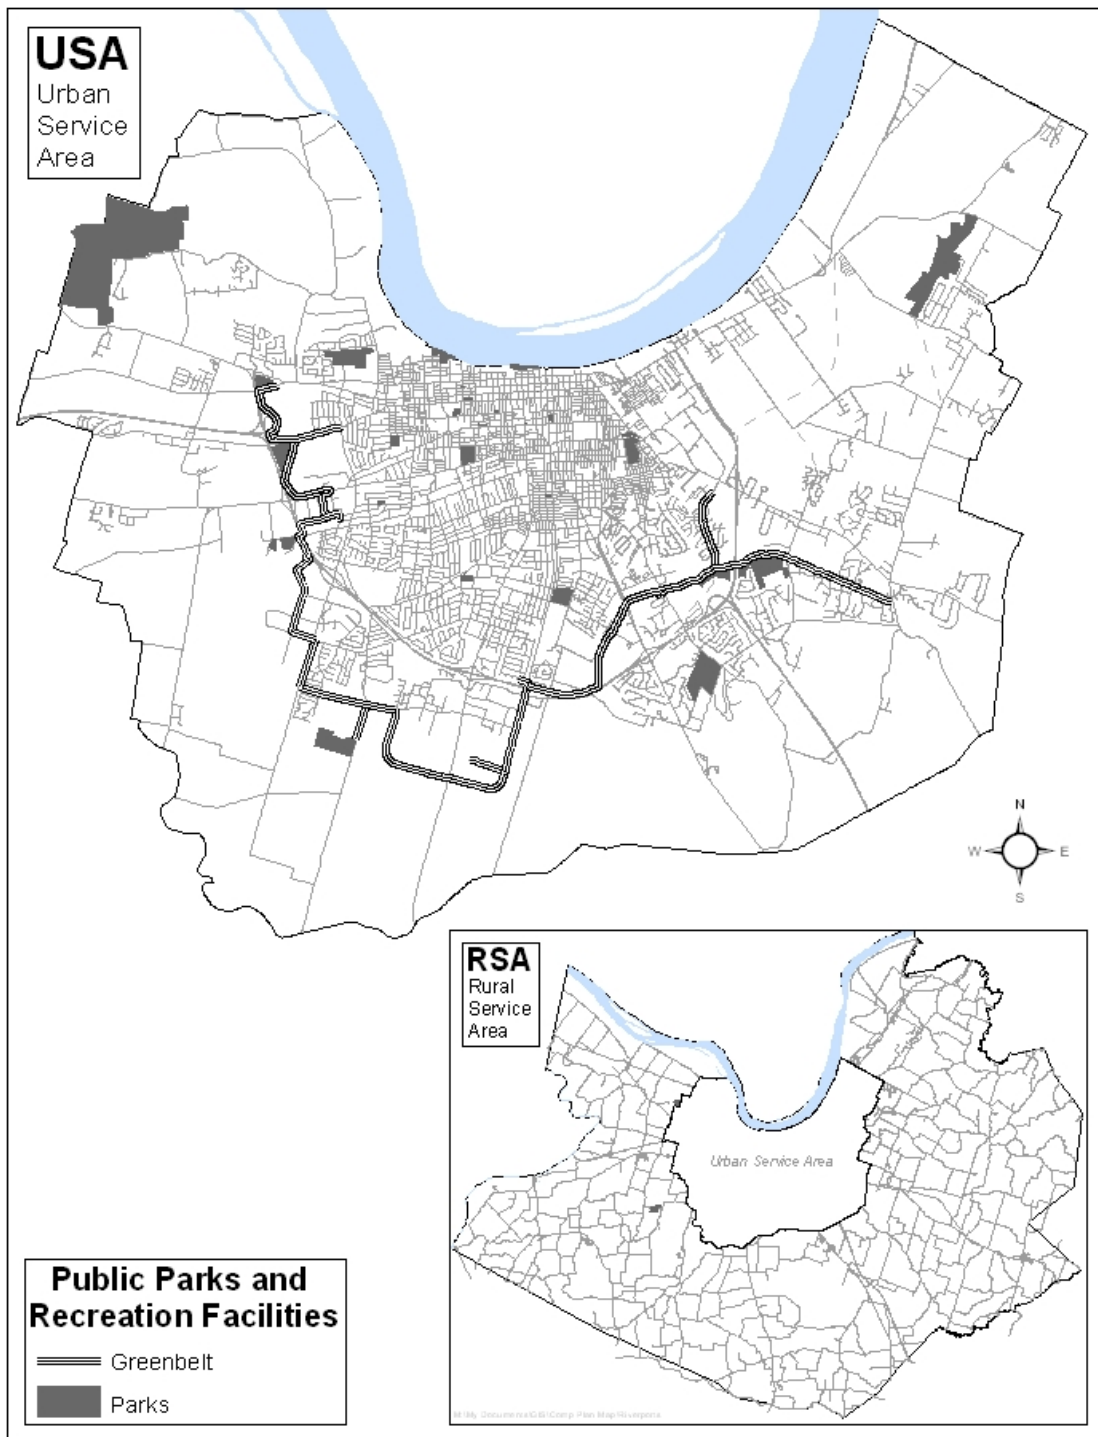 USA
Urban
Service
Area
N
W
E
S
RSA
Rural
Service
Area
Urban Service Area
Public Parks and
Recreation Facilities
Greenbelt
Parks